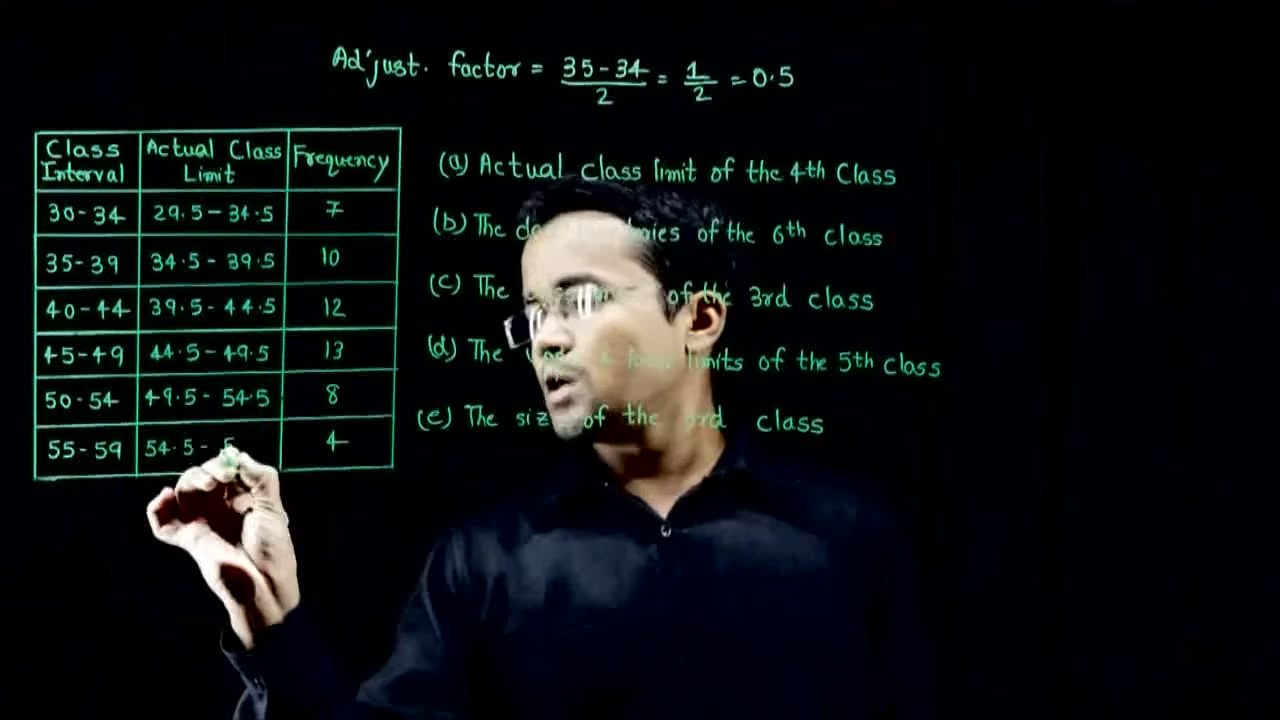 Adjust. factor = 35-34/2 = 1/2 = 0.5
Class Interval | Actual Class Limit | Frequency
30-34 | 29.5-34.5 | 7
35-39 | 34.5-39.5 | 10
40-44 | 39.5-44.5 | 12
45-49 | 44.5-49.5 | 13
50-54 | 49.5-54.5 | 8
55-59 | 54.5-5 | 4
(a) Actual class limit of the 4th Class
(b) The of the 6th class
(c) The of the 3rd class
(d) The limits of the 5th class
(e) The of the class